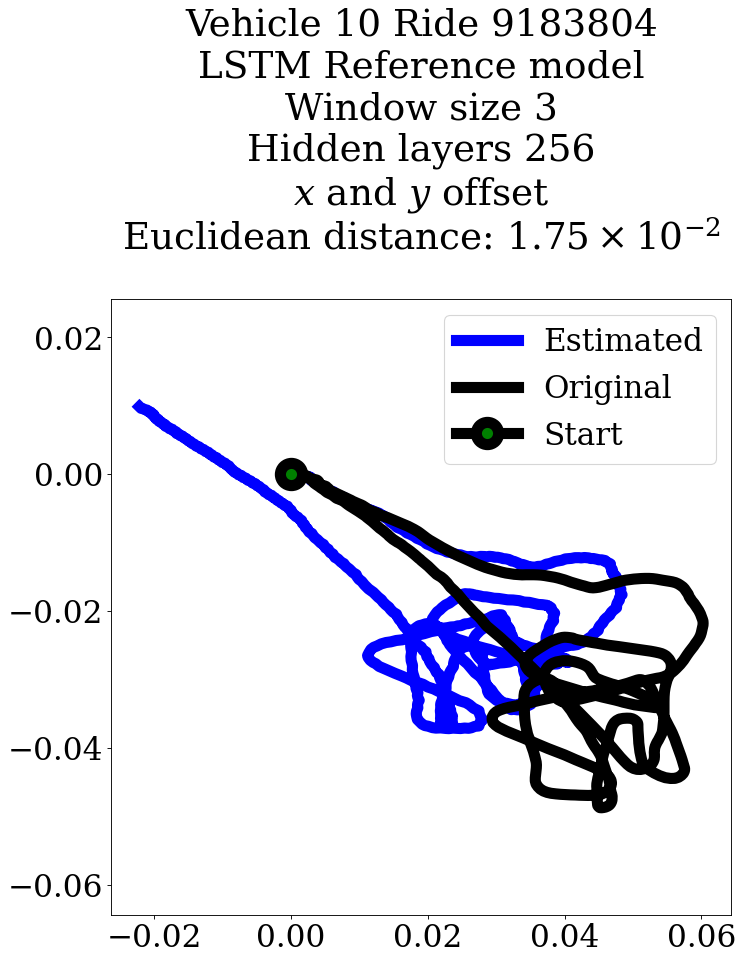 Vehicle 10 Ride 9183804
LSTM Reference model
Window size 3
Hidden layers 256
x and y offset
Euclidean distance: 1.75 × 10⁻²
Estimated
Original
Start
0.02
0.00
−0.02
−0.04
−0.06
−0.02 0.00 0.02 0.04 0.06